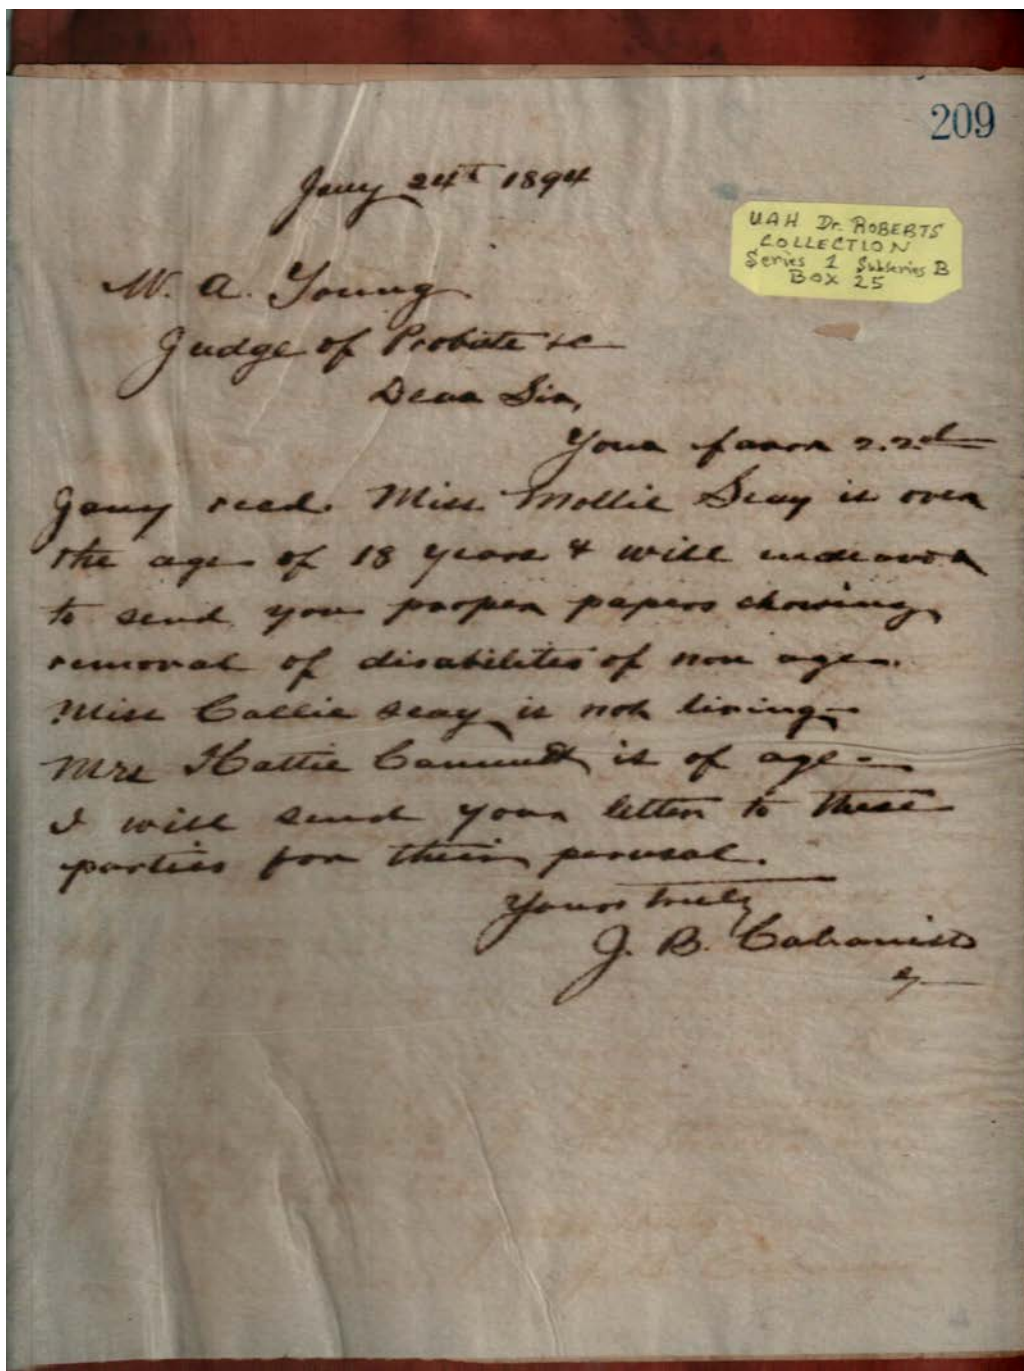 209
Jany 24th 1894
UAH Dr. ROBERTS
COLLECTION
Series 1 Subseries B
BOX 25
W. A. Young
Judge of Probate &c
Dear Sir,
Your favor 22d
Jany recd. Miss Mollie Seay is over
the age of 18 years & will endeavor
to send you proper papers showing
removal of disabilites of non age.
Miss Callie Seay is not living
Mrs Hattie is of age
I will send your letter to these
parties for their perusal.
Yours truly
J. B. Cabaniss